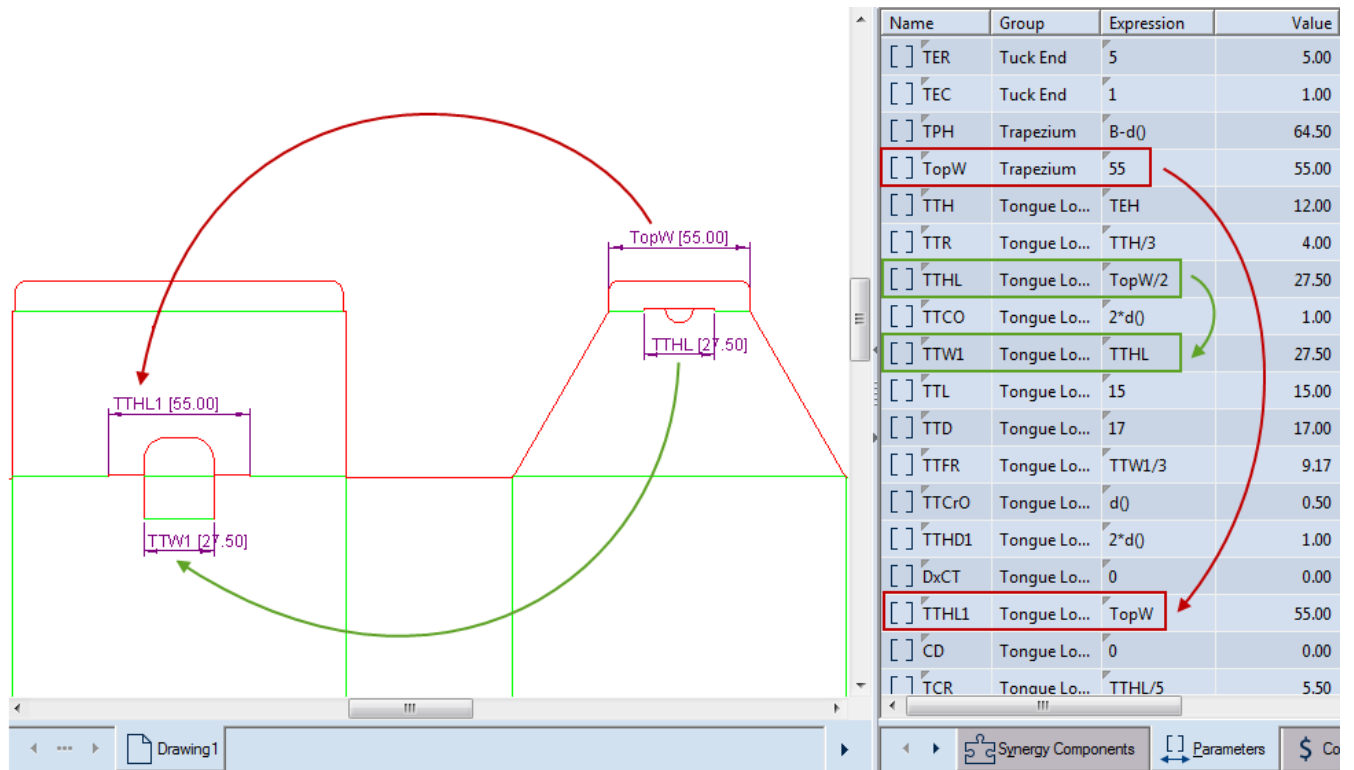 TopW [55.00]
TTHL [27.50]
TTHL1 [55.00]
TTW1 [27.50]
Drawing1
Name Group Expression Value
[ ] TER Tuck End 5 5.00
[ ] TEC Tuck End 1 1.00
[ ] TPH Trapezium B-d() 64.50
[ ] TopW Trapezium 55 55.00
[ ] TTH Tongue Lo... TEH 12.00
[ ] TTR Tongue Lo... TTH/3 4.00
[ ] TTHL Tongue Lo... TopW/2 27.50
[ ] TTCO Tongue Lo... 2*d() 1.00
[ ] TTW1 Tongue Lo... TTHL 27.50
[ ] TTL Tongue Lo... 15 15.00
[ ] TTD Tongue Lo... 17 17.00
[ ] TTFR Tongue Lo... TTW1/3 9.17
[ ] TTCrO Tongue Lo... d() 0.50
[ ] TTHD1 Tongue Lo... 2*d() 1.00
[ ] DxCT Tongue Lo... 0 0.00
[ ] TTHL1 Tongue Lo... TopW 55.00
[ ] CD Tongue Lo... 0 0.00
[ ] TCR Tongue Lo... TTHL/5 5.50
Synergy Components [ ] Parameters $ Co